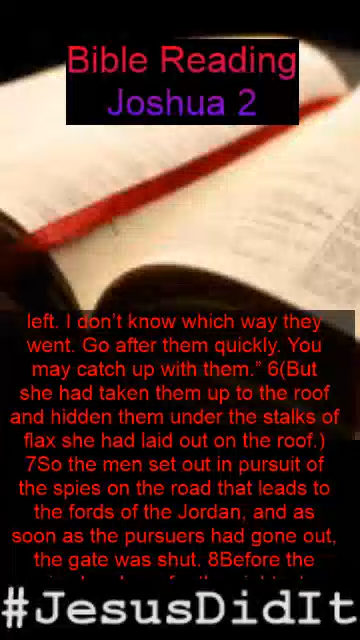 Bible Reading
Joshua 2
left. I don't know which way they
went. Go after them quickly. You
may catch up with them.” 6(But
she had taken them up to the roof
and hidden them under the stalks of
flax she had laid out on the roof.)
7So the men set out in pursuit of
the spies on the road that leads to
the fords of the Jordan, and as
soon as the pursuers had gone out,
the gate was shut. 8Before the
#JesusDidIt